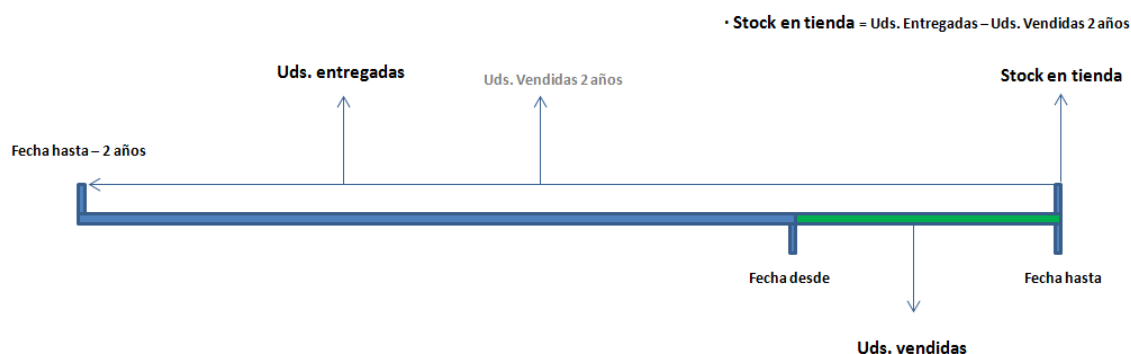 · Stock en tienda = Uds. Entregadas – Uds. Vendidas 2 años
Uds. entregadas
Uds. Vendidas 2 años
Stock en tienda
Fecha hasta – 2 años
Fecha desde
Fecha hasta
Uds. vendidas